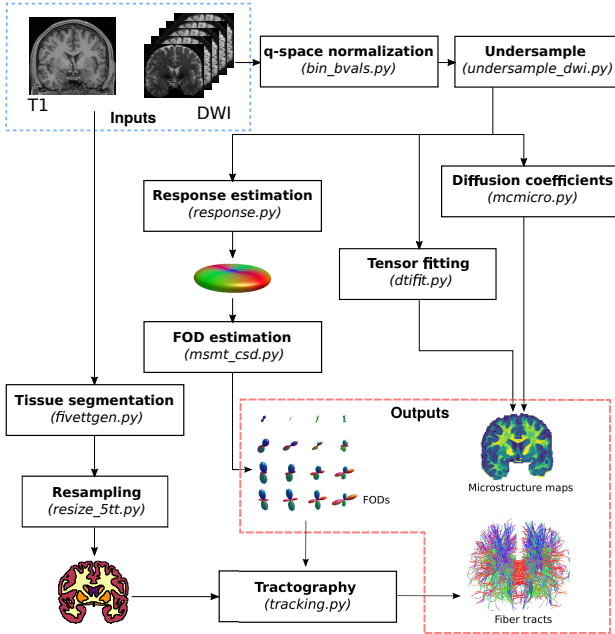 T1
DWI
Inputs
q-space normalization
(bin_bvals.py)
Undersample
(undersample_dwi.py)
Response estimation
(response.py)
Diffusion coefficients
(mcmicro.py)
Tensor fitting
(dtifit.py)
FOD estimation
(msmt_csd.py)
Tissue segmentation
(fivettgen.py)
Outputs
Resampling
(resize_5tt.py)
FODs
Microstructure maps
Tractography
(tracking.py)
Fiber tracts